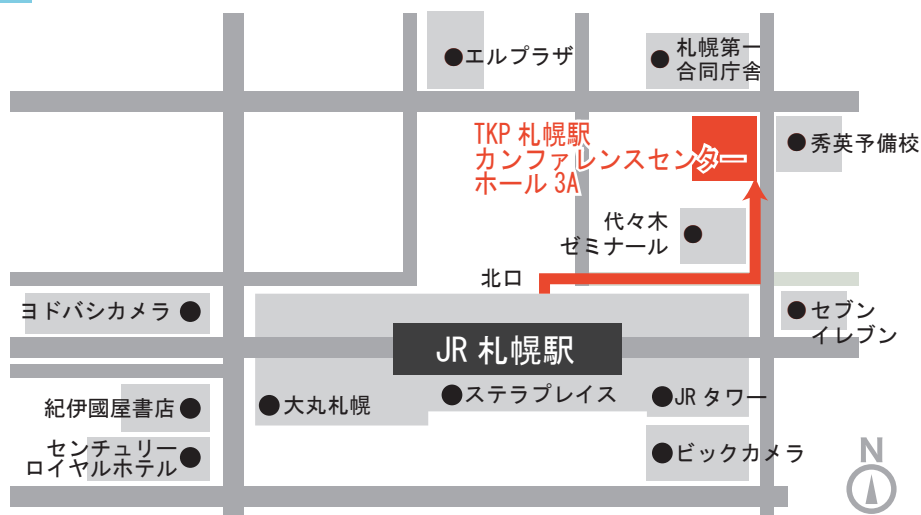 エルプラザ
札幌第一
合同庁舎
TKP 札幌駅
カンファレンスセンター
ホール 3A
秀英予備校
代々木
ゼミナール
北口
ヨドバシカメラ
セブン
イレブン
JR 札幌駅
ステラプレイス
JR タワー
大丸札幌
紀伊國屋書店
センチュリー
ロイヤルホテル
ビックカメラ
N